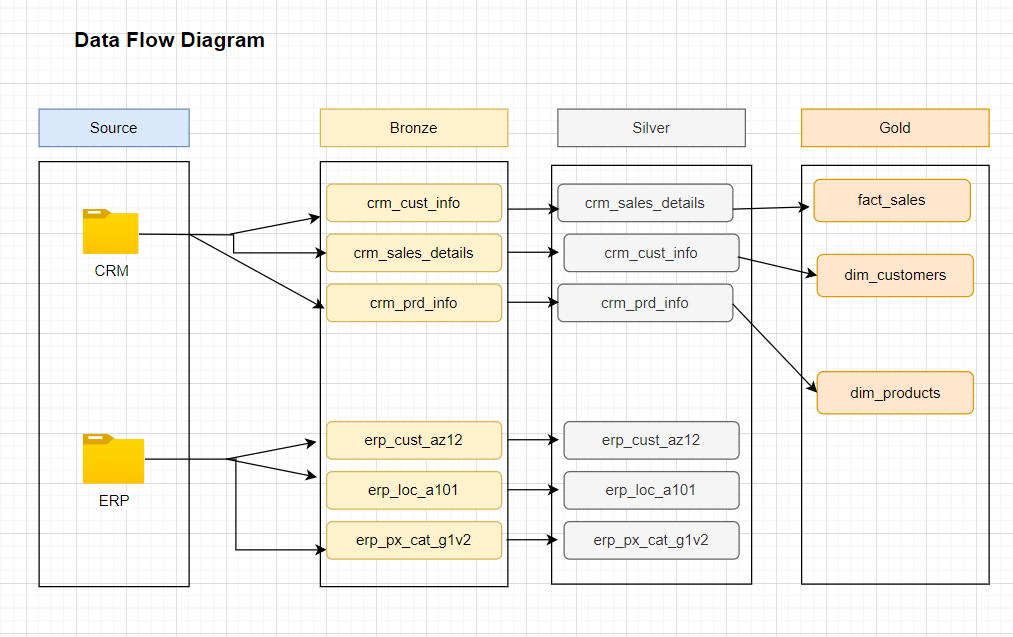 Data Flow Diagram
Source
Bronze
Silver
Gold
CRM
crm_cust_info
crm_sales_details
crm_prd_info
crm_sales_details
crm_cust_info
crm_prd_info
fact_sales
dim_customers
dim_products
ERP
erp_cust_az12
erp_loc_a101
erp_px_cat_g1v2
erp_cust_az12
erp_loc_a101
erp_px_cat_g1v2